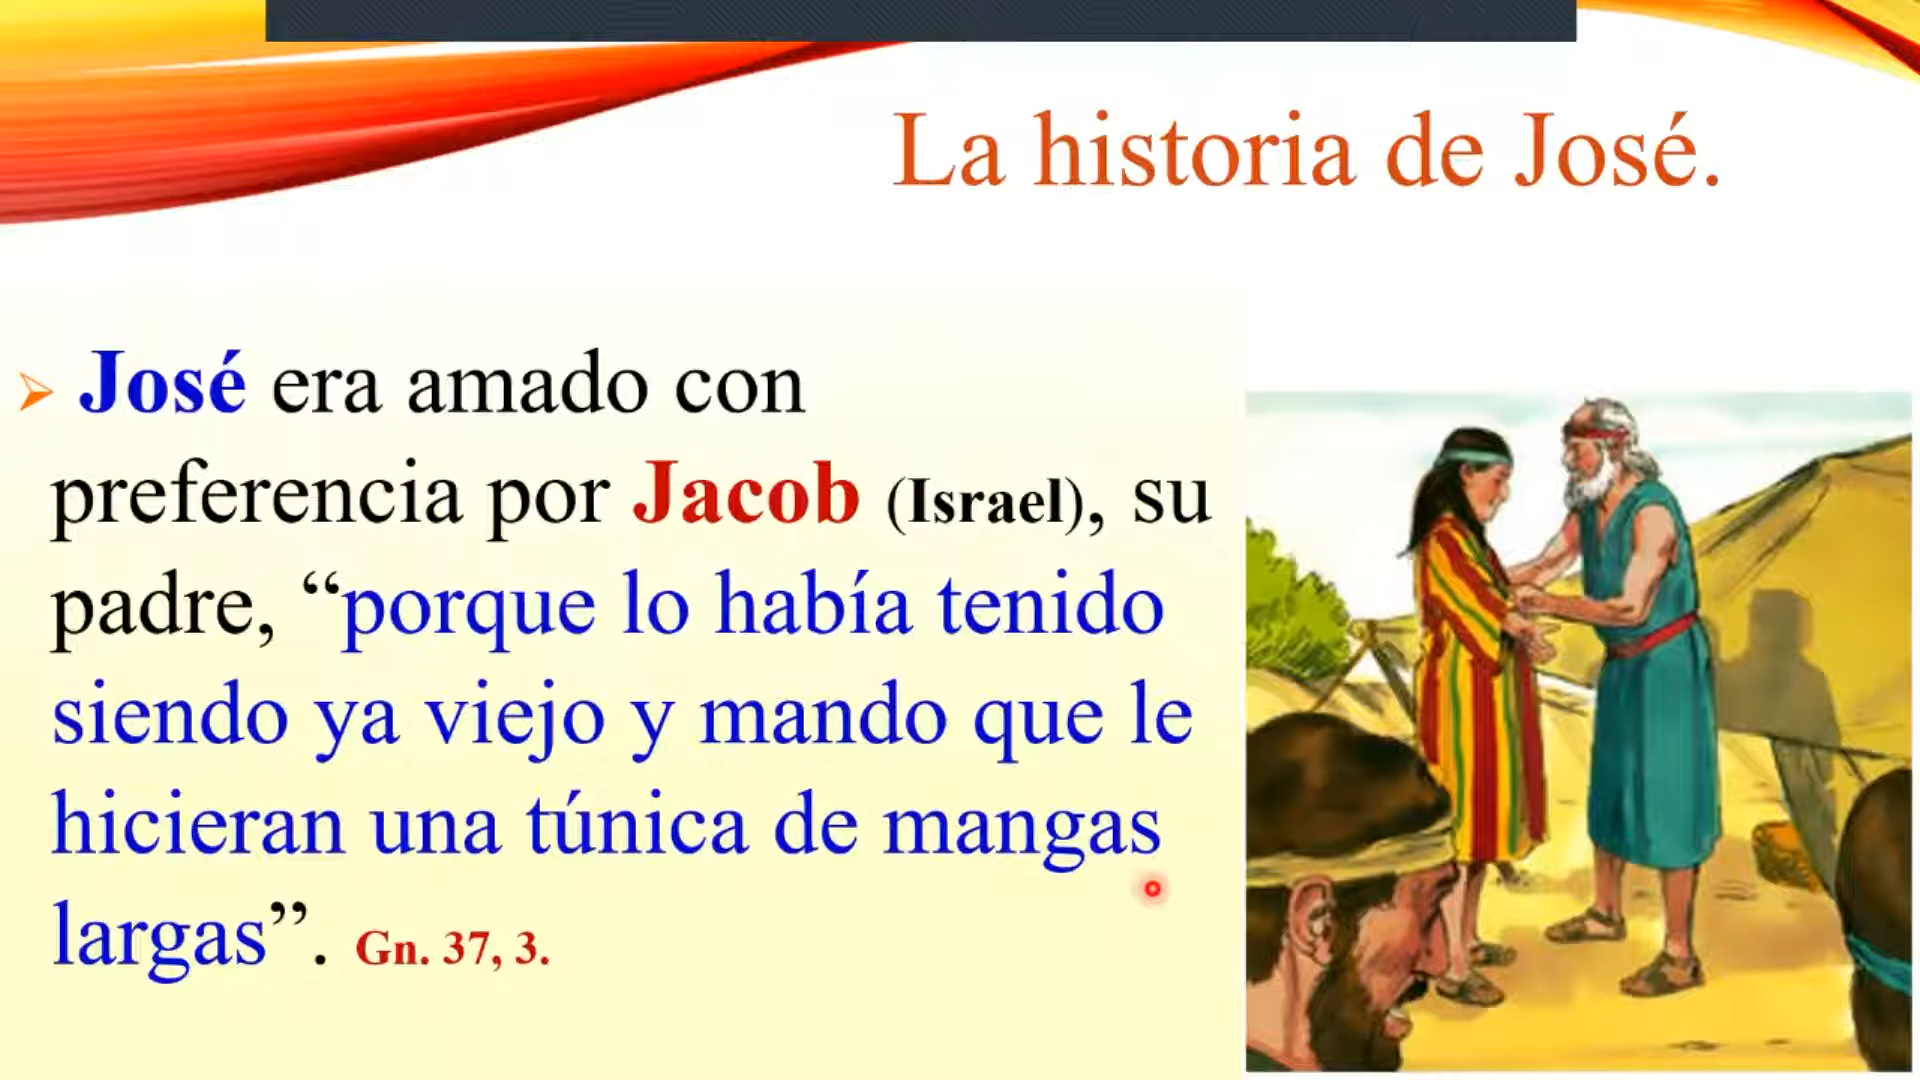 La historia de José.
José era amado con
preferencia por Jacob (Israel), su
padre, “porque lo había tenido
siendo ya viejo y mando que le
hicieran una túnica de mangas
largas”. Gn. 37, 3.